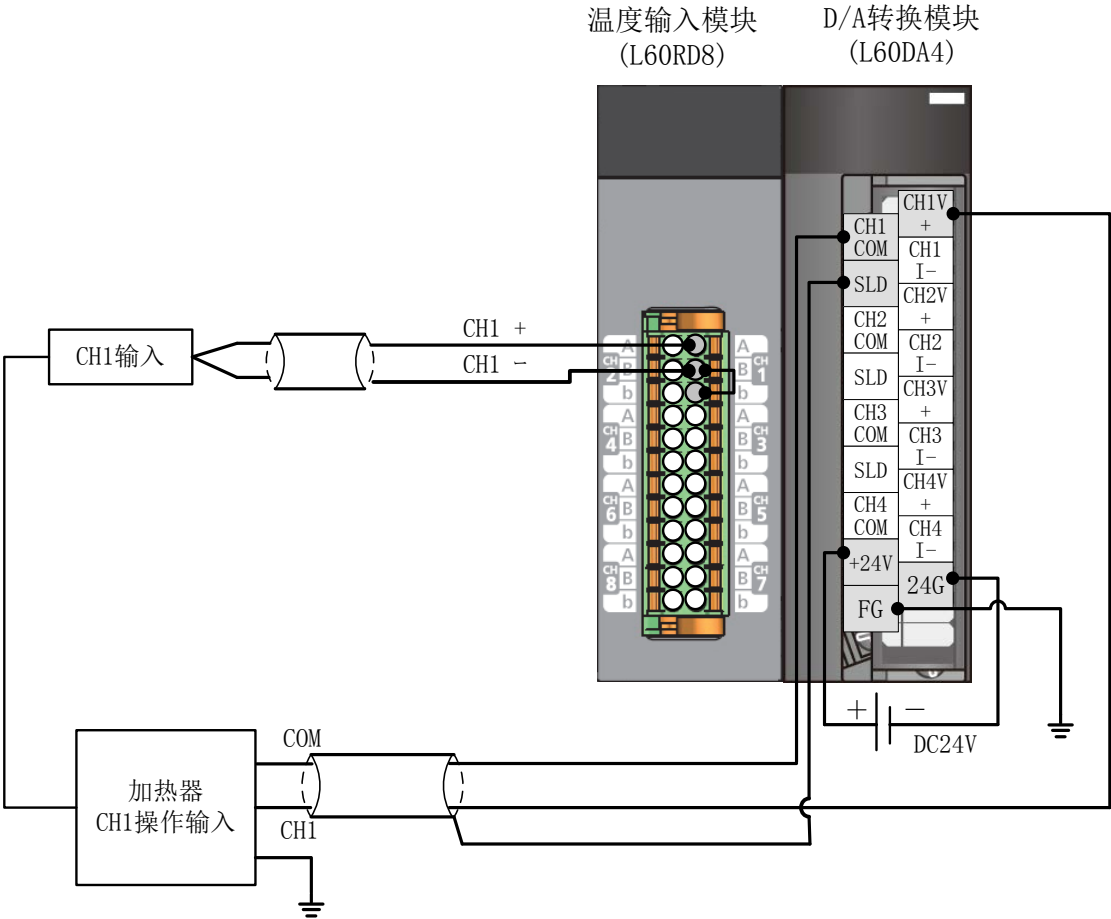 温度输入模块
(L60RD8)
D/A转换模块
(L60DA4)
CH1V
+
CH1
COM
CH1
I-
SLD
CH2V
+
CH2
COM
CH2
I-
SLD
CH3V
+
CH3
COM
CH3
I-
SLD
CH4V
+
CH4
COM
CH4
I-
+24V
24G
FG
CH1输入
CH1 +
CH1 -
A
B
b
CH
2
A
B
b
CH
1
A
B
b
CH
4
A
B
b
CH
3
A
B
b
CH
6
A
B
b
CH
5
A
B
b
CH
8
A
B
b
CH
7
+
-
DC24V
COM
加热器
CH1操作输入
CH1